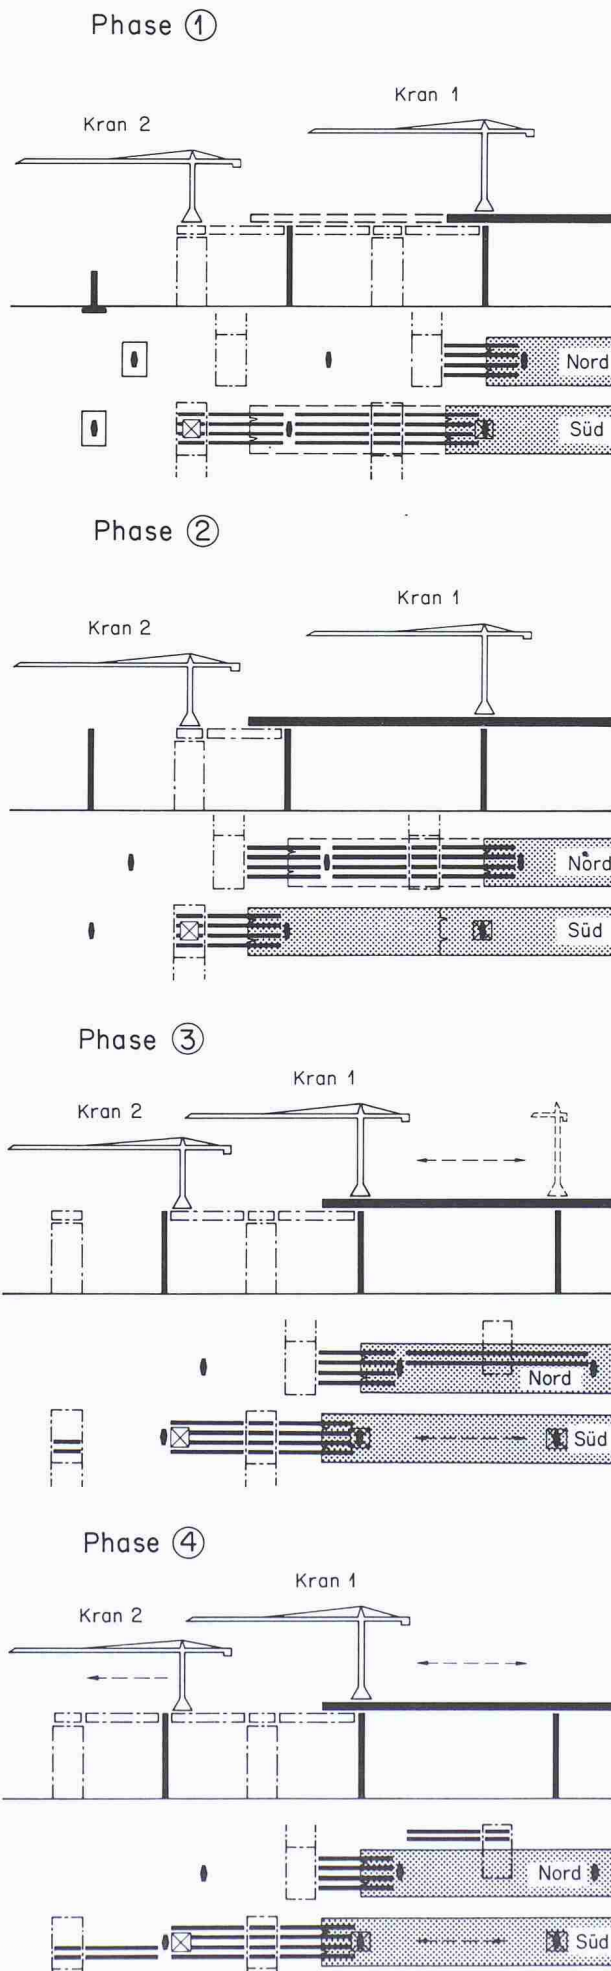 Phase ①
Kran 1
Kran 2
Nord
Süd
Phase ②
Kran 1
Kran 2
Nord
Süd
Phase ③
Kran 1
Kran 2
Nord
Süd
Phase ④
Kran 1
Kran 2
Nord
Süd